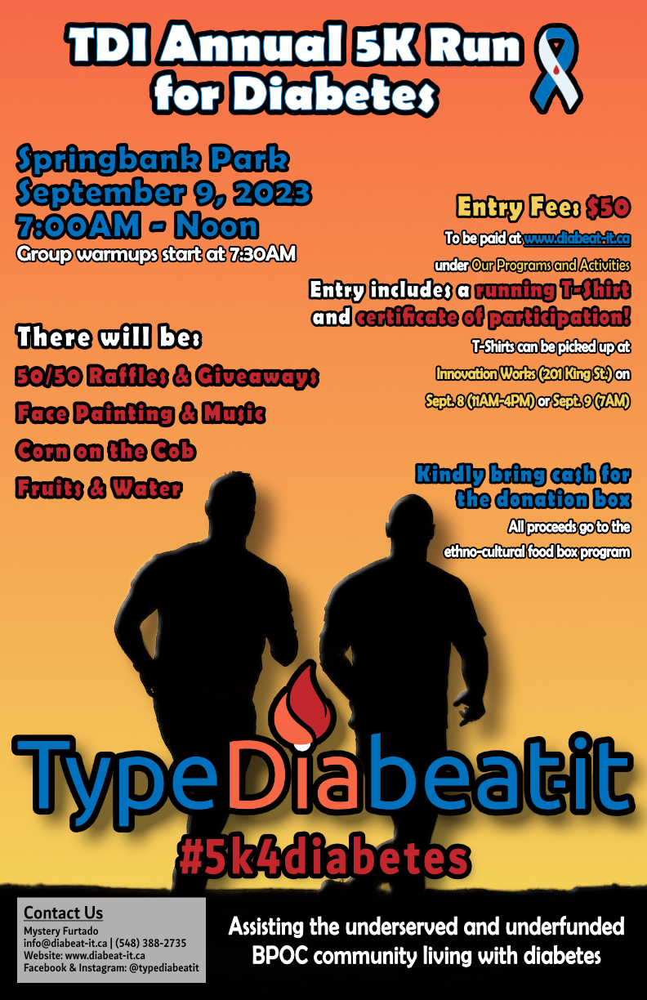 TDI Annual 5K Run
for Diabetes
Springbank Park
September 9, 2023
7:00AM - Noon
Group warmups start at 7:30AM
Entry Fee: $50
To be paid at www.diabeat-it.ca
under Our Programs and Activities
Entry includes a running T-Shirt
and certificate of participation!
T-Shirts can be picked up at
Innovation Works (201 King St.) on
Sept. 8 (11AM-4PM) or Sept. 9 (7AM)
There will be:
50/50 Raffles & Giveaways
Face Painting & Music
Corn on the Cob
Fruits & Water
Kindly bring cash for
the donation box
All proceeds go to the
ethno-cultural food box program
TypeDiabeat-it
#5k4diabetes
Contact Us
Mystery Furtado
info@diabeat-it.ca | (548) 388-2735
Website: www.diabeat-it.ca
Facebook & Instagram: @typediabeatit
Assisting the underserved and underfunded
BPOC community living with diabetes